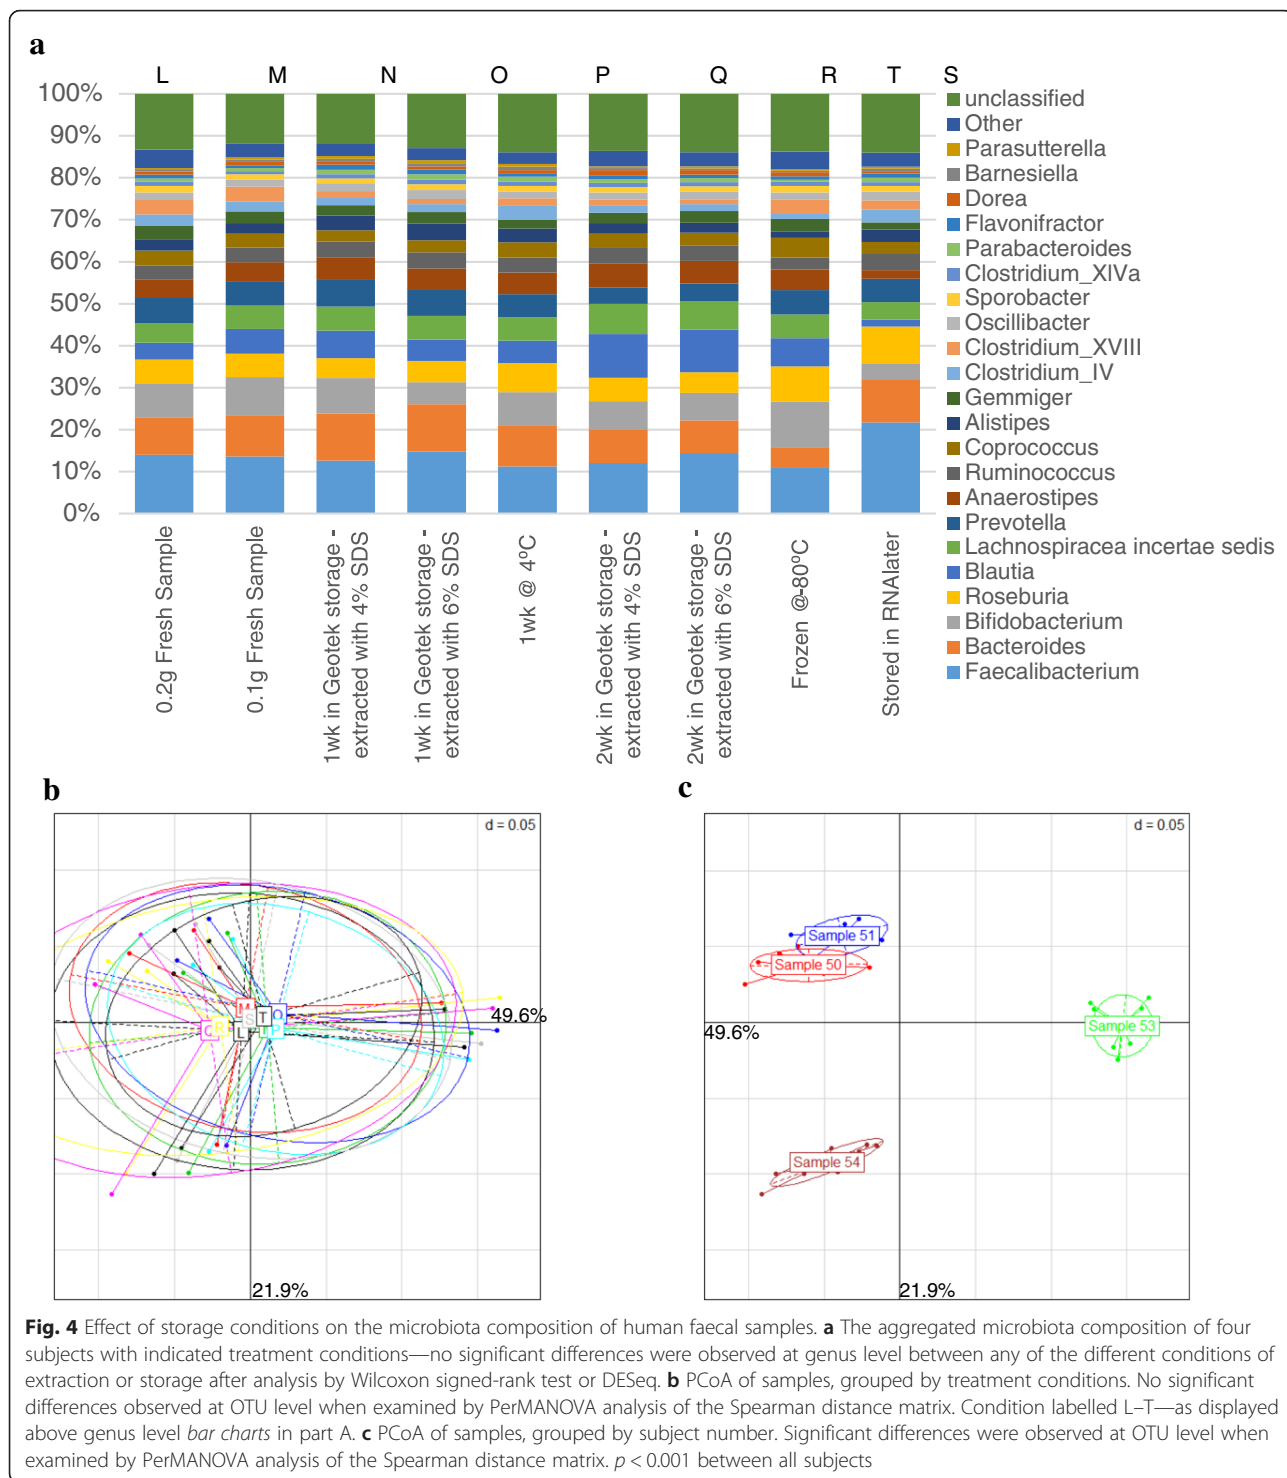 a
L M N O P Q R T S
100%
90%
80%
70%
60%
50%
40%
30%
20%
10%
0%
unclassified
Other
Parasutterella
Barnesiella
Dorea
Flavonifractor
Parabacteroides
Clostridium_XIVa
Sporobacter
Oscillibacter
Clostridium_XVIII
Clostridium_IV
Gemmiger
Alistipes
Coprococcus
Ruminococcus
Anaerostipes
Prevotella
Lachnospiracea incertae sedis
Blautia
Roseburia
Bifidobacterium
Bacteroides
Faecalibacterium
0.2g Fresh Sample
0.1g Fresh Sample
1wk in Geotek storage -
extracted with 4% SDS
1wk in Geotek storage -
extracted with 6% SDS
1wk @ 4ºC
2wk in Geotek storage -
extracted with 4% SDS
2wk in Geotek storage -
extracted with 6% SDS
Frozen @-80ºC
Stored in RNAlater
b
d = 0.05
M
S
T
O
R
L
P
49.6%
21.9%
c
d = 0.05
Sample 51
Sample 50
Sample 53
Sample 54
49.6%
21.9%
Fig. 4 Effect of storage conditions on the microbiota composition of human faecal samples. a The aggregated microbiota composition of four
subjects with indicated treatment conditions—no significant differences were observed at genus level between any of the different conditions of
extraction or storage after analysis by Wilcoxon signed-rank test or DESeq. b PCoA of samples, grouped by treatment conditions. No significant
differences observed at OTU level when examined by PerMANOVA analysis of the Spearman distance matrix. Condition labelled L–T—as displayed
above genus level bar charts in part A. c PCoA of samples, grouped by subject number. Significant differences were observed at OTU level when
examined by PerMANOVA analysis of the Spearman distance matrix. p < 0.001 between all subjects